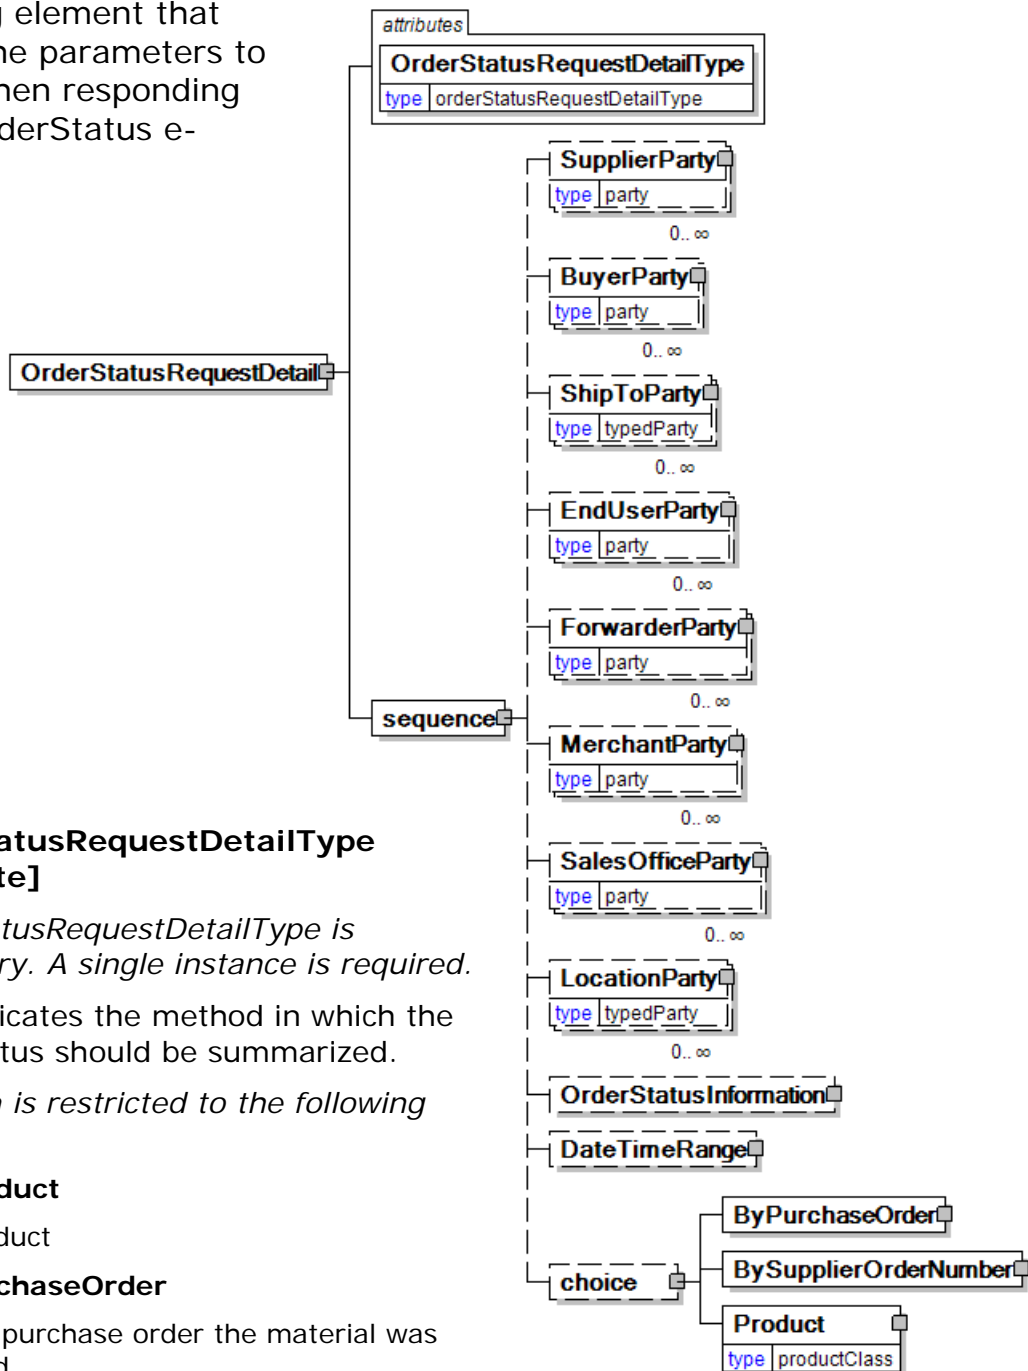 g element that
ne parameters to
hen responding
derStatus e-
attributes
OrderStatusRequestDetailType
type orderStatusRequestDetailType
SupplierParty
type party
0.. ∞
BuyerParty
type party
0.. ∞
ShipToParty
type typedParty
0.. ∞
OrderStatusRequestDetail
EndUserParty
type party
0.. ∞
ForwarderParty
type party
0.. ∞
sequence
MerchantParty
type party
0.. ∞
SalesOfficeParty
type party
0.. ∞
LocationParty
type typedParty
0.. ∞
OrderStatusInformation
DateTimeRange
choice
ByPurchaseOrder
BySupplierOrderNumber
Product
type productClass
atusRequestDetailType
te]
tusRequestDetailType is
ry. A single instance is required.
licates the method in which the
tus should be summarized.
n is restricted to the following
duct
duct
chaseOrder
purchase order the material was
d